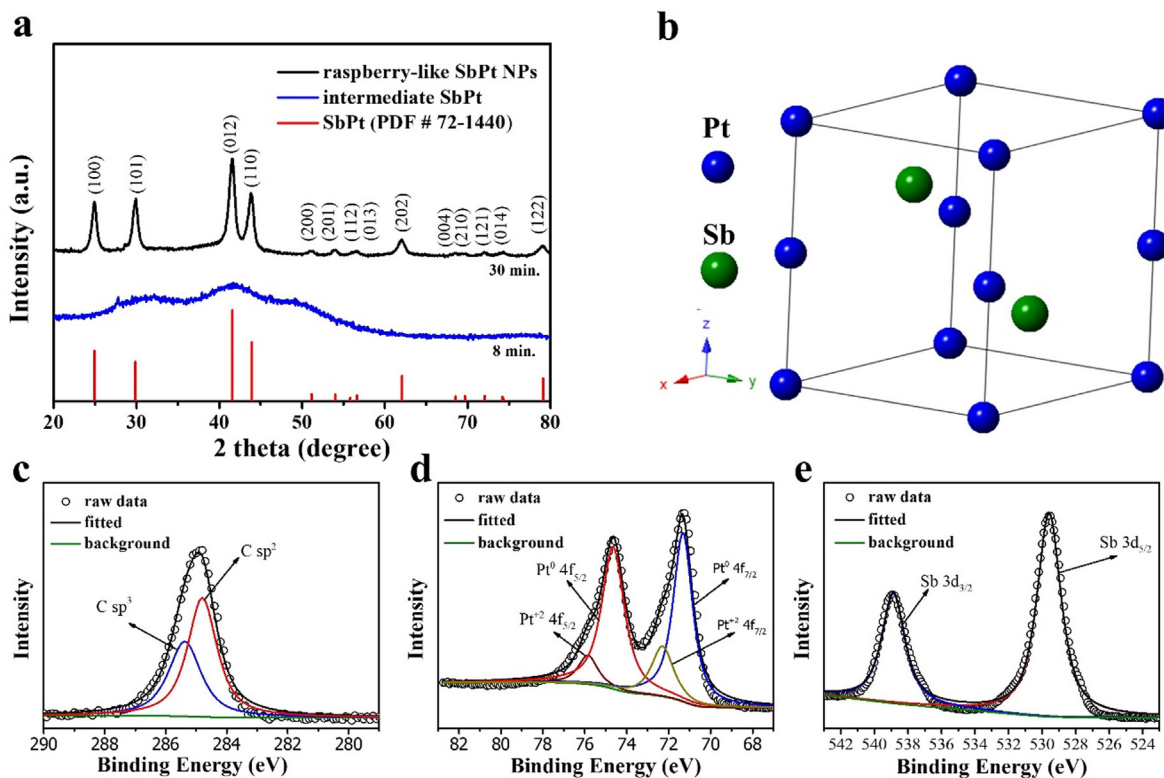 a
raspberry-like SbPt NPs
intermediate SbPt
SbPt (PDF # 72-1440)
(100)
(101)
(012)
(110)
(200)
(201)
(112)
(013)
(202)
(004)
(210)
(121)
(014)
(122)
30 min.
8 min.
Intensity (a.u.)
20 30 40 50 60 70 80
2 theta (degree)
b
Pt
Sb
z
x
y
c
raw data
fitted
background
C sp²
C sp³
Intensity
290 288 286 284 282 280
Binding Energy (eV)
d
raw data
fitted
background
Pt⁰ 4f₅/₂
Pt⁺² 4f₅/₂
Pt⁰ 4f₇/₂
Pt⁺² 4f₇/₂
Intensity
82 80 78 76 74 72 70 68
Binding Energy (eV)
e
raw data
fitted
background
Sb 3d₃/₂
Sb 3d₅/₂
Intensity
542 540 538 536 534 532 530 528 526 524
Binding Energy (eV)